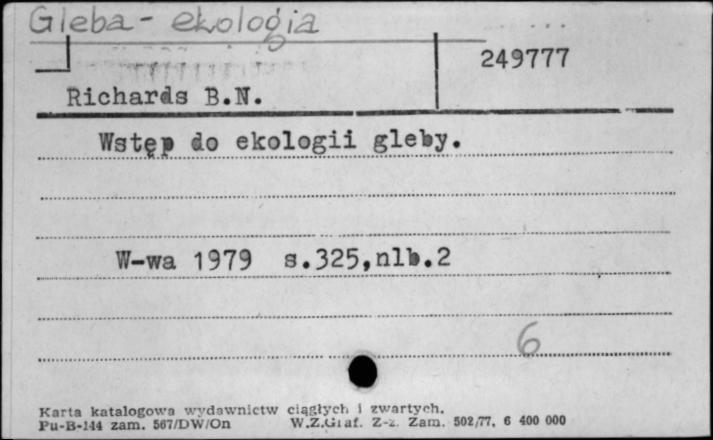 Gleba - ekologia
249777
Richards B.N.
Wstęp do ekologii gleby.
W-wa 1979 s.325,nlb.2
6
Karta katalogowa wydawnictw ciągłych i zwartych.
Pu-B-144 zam. 567/DW/On W.Z.Graf. Z-z. Zam. 502/77. 6 400 000